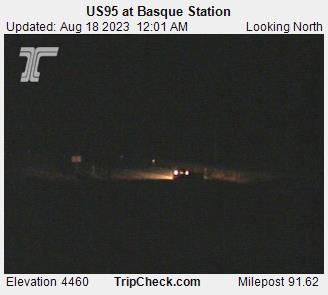 US95 at Basque Station
Updated: Aug 18 2023 12:01 AM Looking North
Elevation 4460 TripCheck.com Milepost 91.62